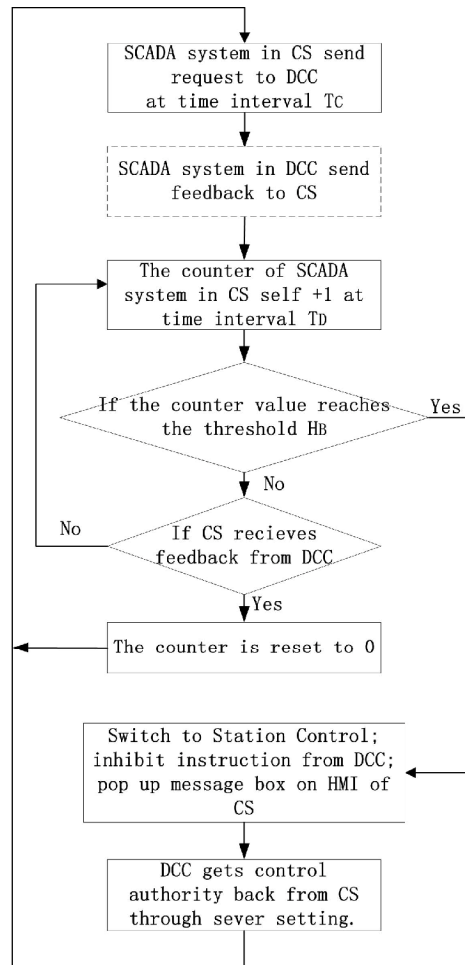 SCADA system in CS send
request to DCC
at time interval Tc
SCADA system in DCC send
feedback to CS
The counter of SCADA
system in CS self +1 at
time interval TD
If the counter value reaches
the threshold HB
Yes
No
If CS recieves
feedback from DCC
No
Yes
The counter is reset to 0
Switch to Station Control;
inhibit instruction from DCC;
pop up message box on HMI of
CS
DCC gets control
authority back from CS
through sever setting.